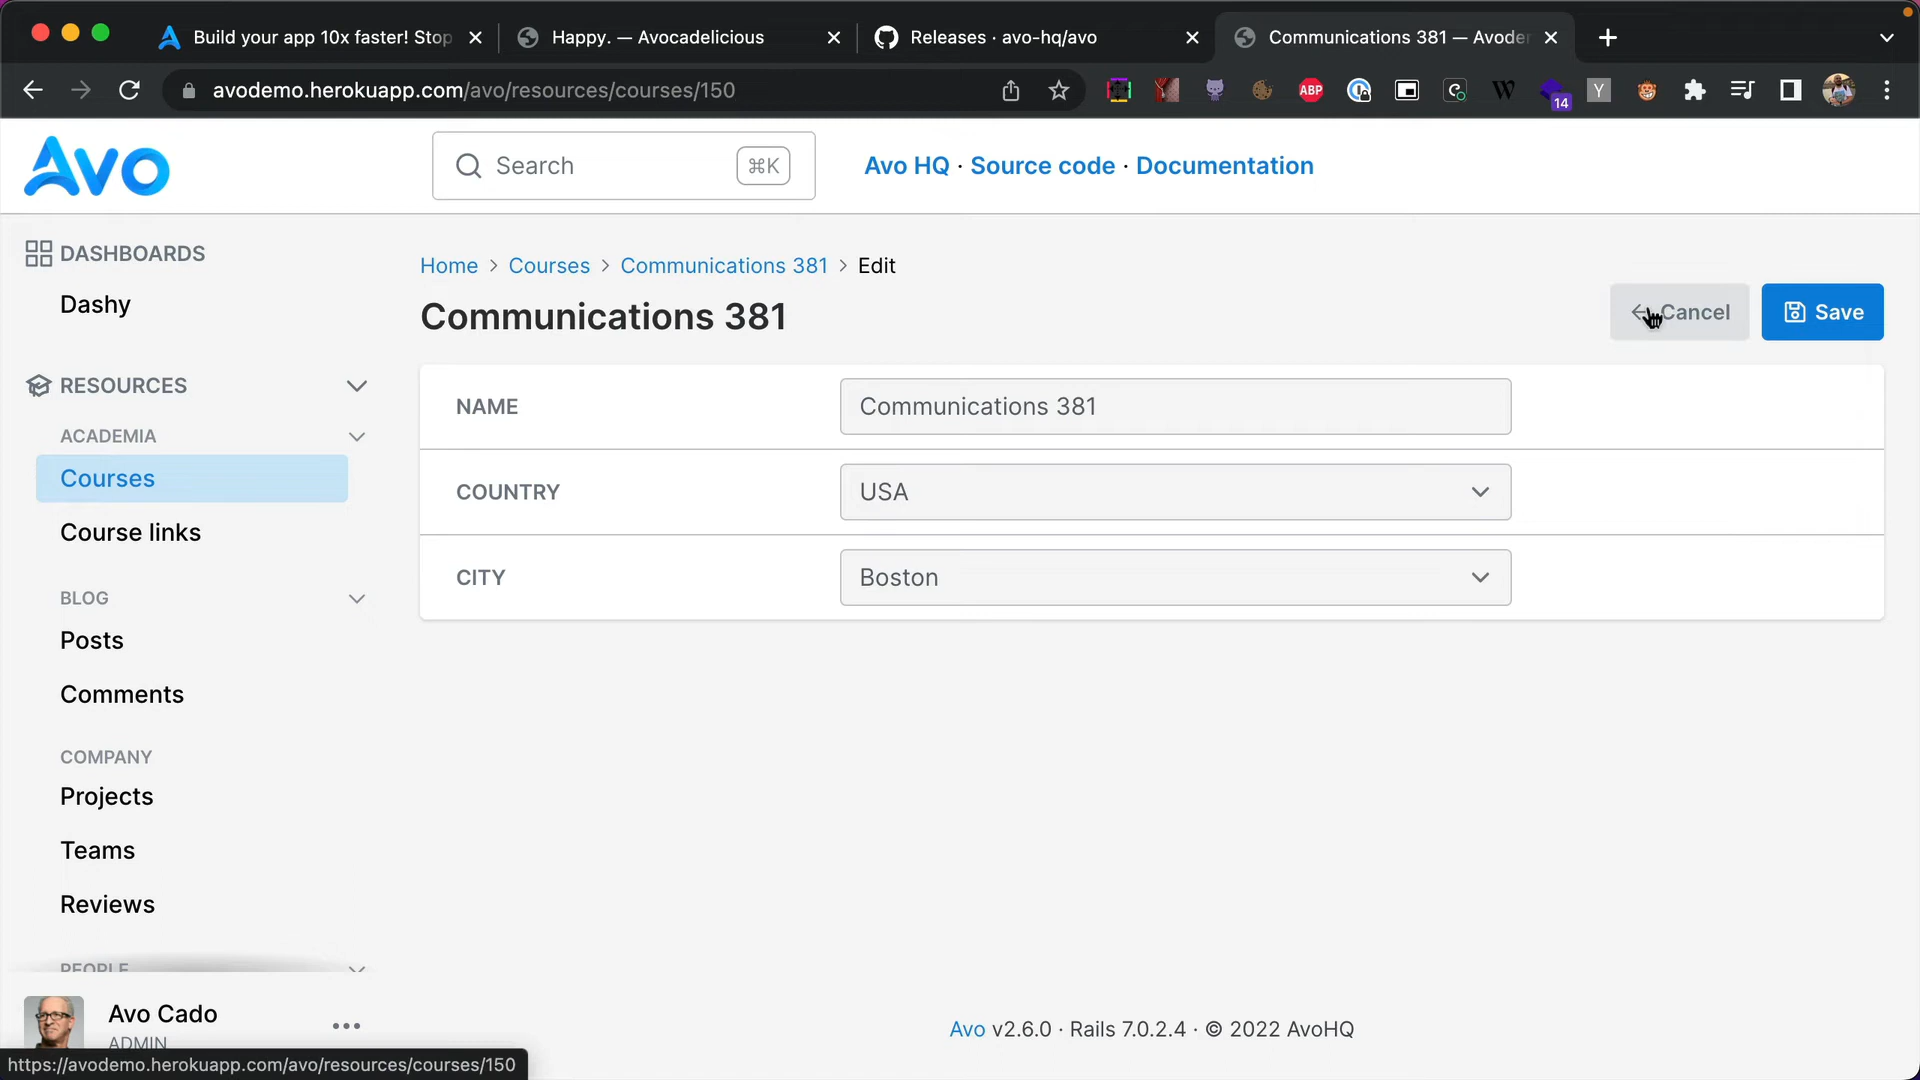 Build your app 10x faster! Stop
Happy. — Avocadelicious
Releases · avo-hq/avo
Communications 381 — Avoder
avodemo.herokuapp.com/avo/resources/courses/150
ABP
W
14
Y
Avo
Search
⌘K
Avo HQ · Source code · Documentation
DASHBOARDS
Dashy
RESOURCES
ACADEMIA
Courses
Course links
BLOG
Posts
Comments
COMPANY
Projects
Teams
Reviews
PEOPLE
Avo Cado
ADMIN
Home > Courses > Communications 381 > Edit
Communications 381
Cancel
Save
NAME
Communications 381
COUNTRY
USA
CITY
Boston
Avo v2.6.0 · Rails 7.0.2.4 · © 2022 AvoHQ
https://avodemo.herokuapp.com/avo/resources/courses/150